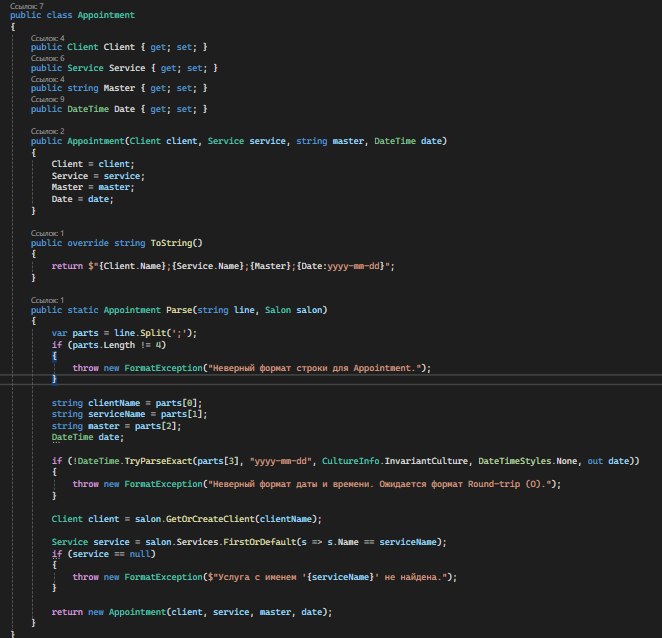 Ссылок: 7
public class Appointment
{
Ссылок: 4
public Client Client { get; set; }
Ссылок: 6
public Service Service { get; set; }
Ссылок: 4
public string Master { get; set; }
Ссылок: 9
public DateTime Date { get; set; }
Ссылок: 2
public Appointment(Client client, Service service, string master, DateTime date)
{
Client = client;
Service = service;
Master = master;
Date = date;
}
Ссылок: 1
public override string ToString()
{
return $"{Client.Name};{Service.Name};{Master};{Date:yyyy-mm-dd}";
}
Ссылок: 1
public static Appointment Parse(string line, Salon salon)
{
var parts = line.Split(';');
if (parts.Length != 4)
{
throw new FormatException("Неверный формат строки для Appointment.");
}
string clientName = parts[0];
string serviceName = parts[1];
string master = parts[2];
DateTime date;
if (!DateTime.TryParseExact(parts[3], "yyyy-mm-dd", CultureInfo.InvariantCulture, DateTimeStyles.None, out date))
{
throw new FormatException("Неверный формат даты и времени. Ожидается формат Round-trip (O).");
}
Client client = salon.GetOrCreateClient(clientName);
Service service = salon.Services.FirstOrDefault(s => s.Name == serviceName);
if (service == null)
{
throw new FormatException($"Услуга с именем '{serviceName}' не найдена.");
}
return new Appointment(client, service, master, date);
}
}